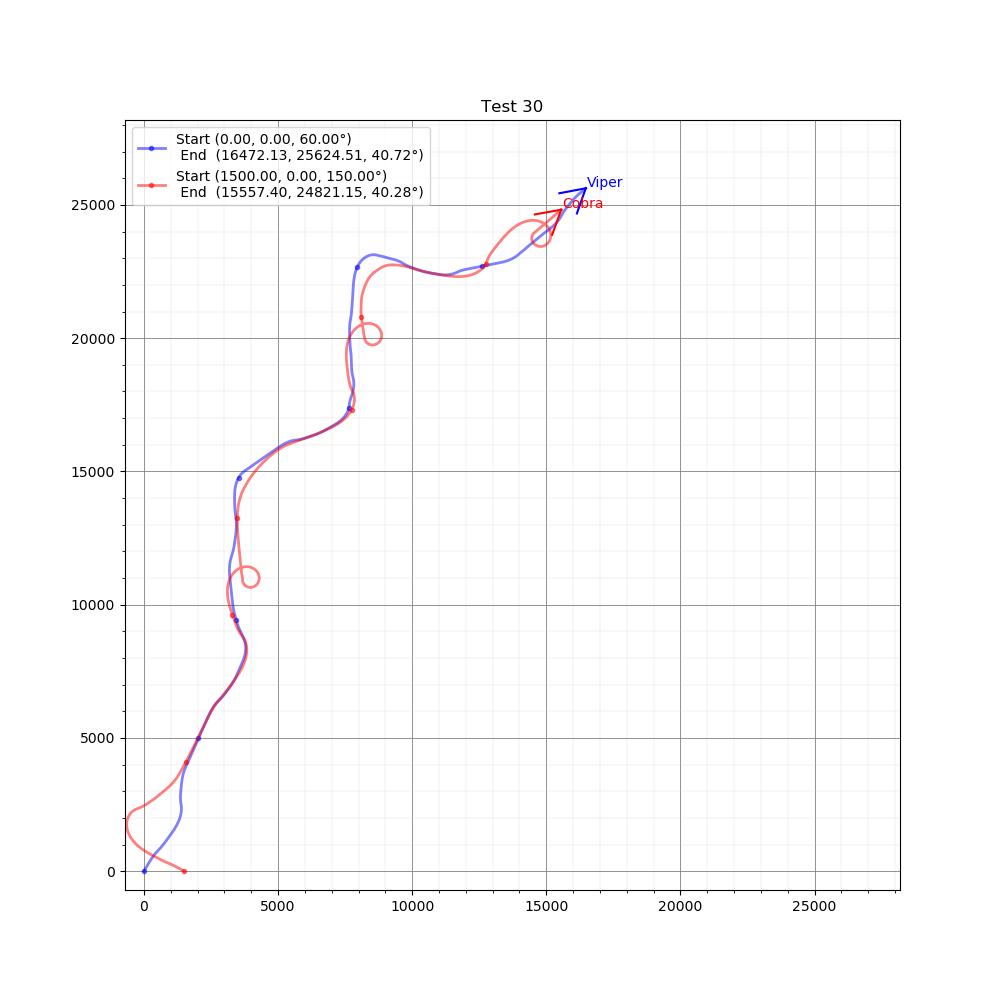 Test 30
Start (0.00, 0.00, 60.00°)
End  (16472.13, 25624.51, 40.72°)
Start (1500.00, 0.00, 150.00°)
End  (15557.40, 24821.15, 40.28°)
Viper
Cobra
25000
20000
15000
10000
5000
0
0
5000
10000
15000
20000
25000